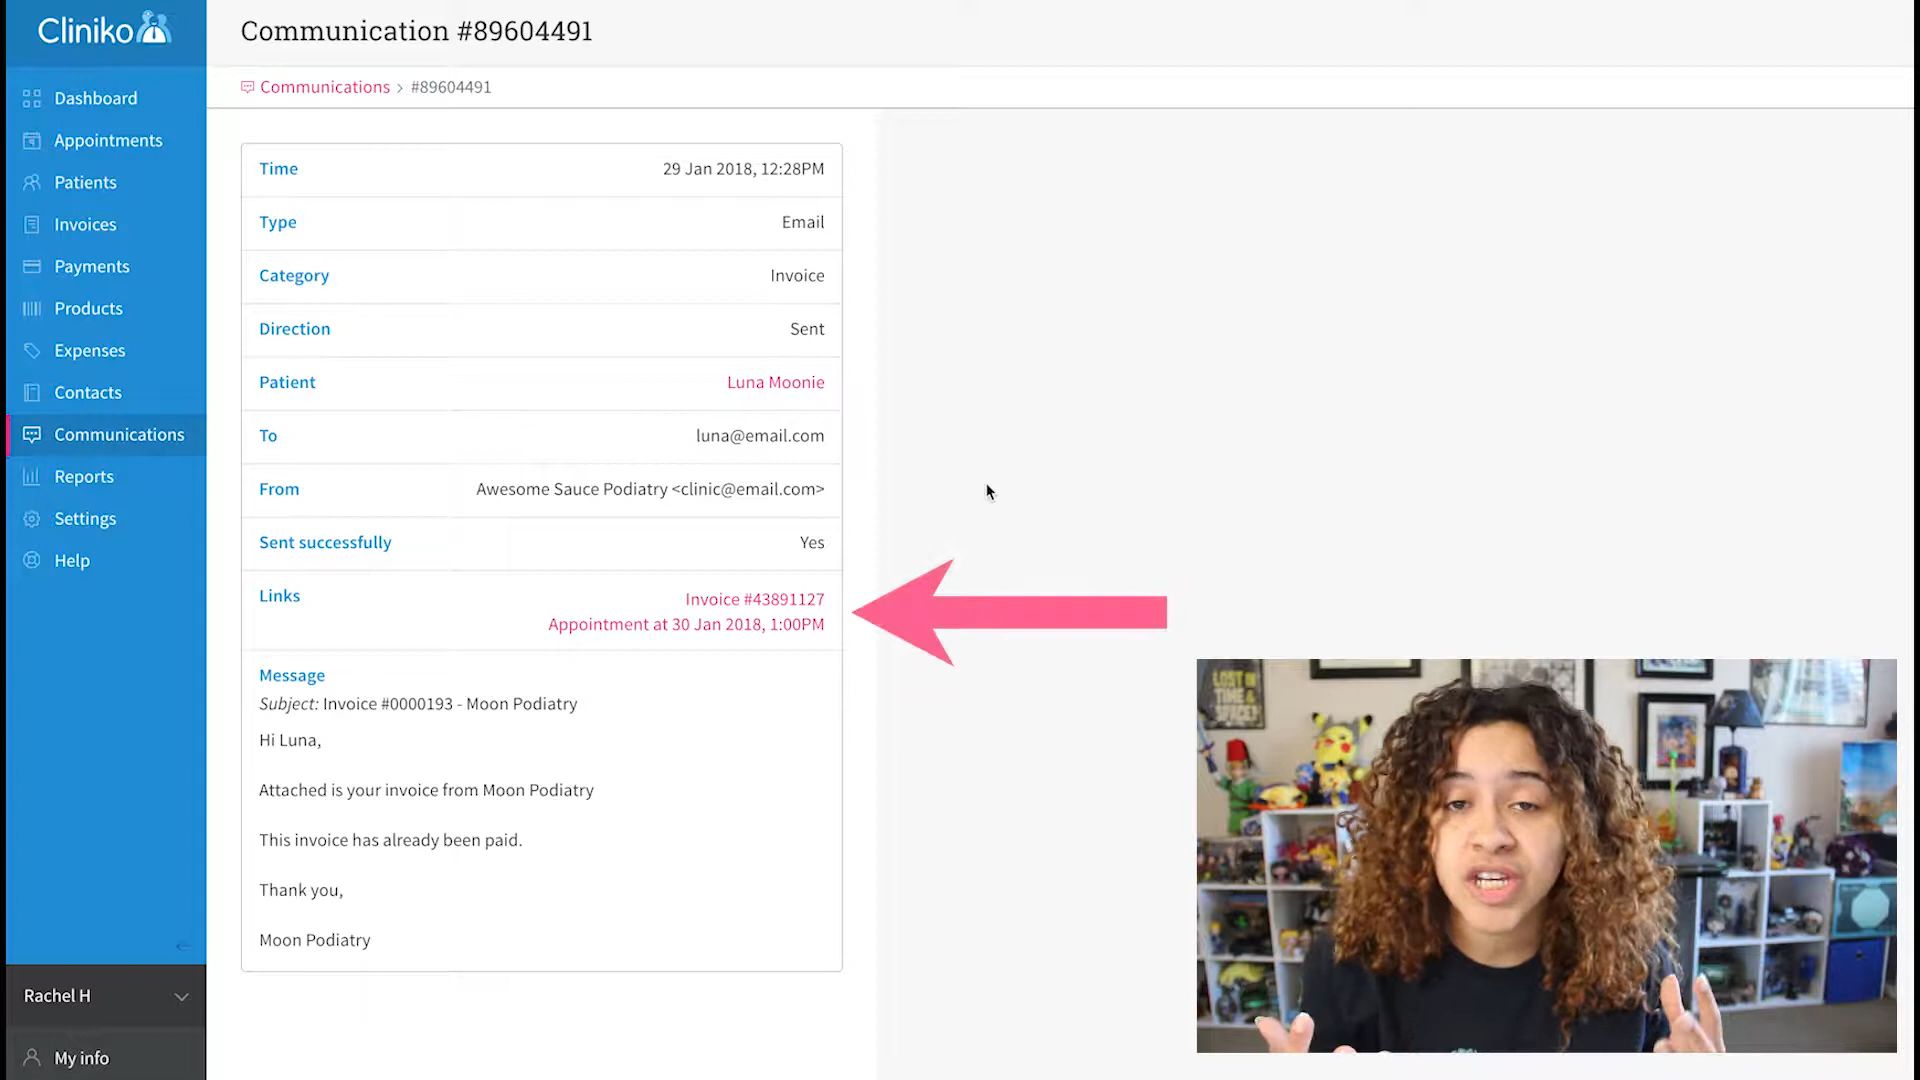 Cliniko
Communication #89604491
Communications > #89604491
Dashboard
Appointments
Patients
Invoices
Payments
Products
Expenses
Contacts
Communications
Reports
Settings
Help
Rachel H
My info
Time 29 Jan 2018, 12:28PM
Type Email
Category Invoice
Direction Sent
Patient Luna Moonie
To luna@email.com
From Awesome Sauce Podiatry <clinic@email.com>
Sent successfully Yes
Links Invoice #43891127
Appointment at 30 Jan 2018, 1:00PM
Message
Subject: Invoice #0000193 - Moon Podiatry
Hi Luna,
Attached is your invoice from Moon Podiatry
This invoice has already been paid.
Thank you,
Moon Podiatry
LOST IN
TIME &
SPACE?